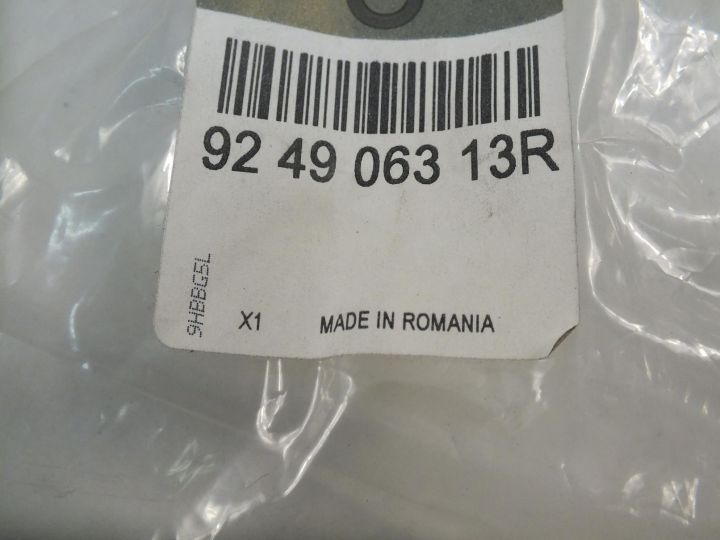 92 49 063 13R
9HBBG5L
X1 MADE IN ROMANIA